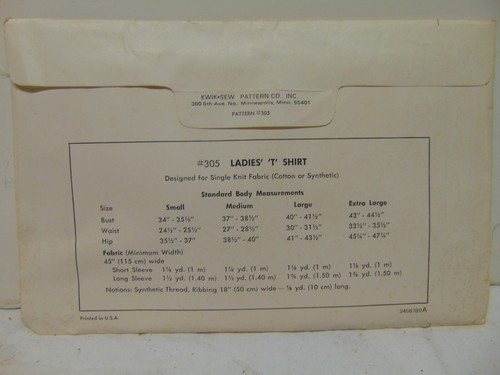 KWIK•SEW PATTERN CO., INC.
300 6th Ave. No. Minneapolis, Minn. 55401
PATTERN #305
#305 LADIES' 'T' SHIRT
Designed for Single Knit Fabric (Cotton or Synthetic)
Standard Body Measurements
Size Small Medium Large Extra Large
Bust 34" - 35½" 37" - 38½" 40" - 41½" 43" - 44½"
Waist 24½" - 25½" 27" - 28½" 30" - 31½" 33½" - 35½"
Hip 35½" - 37" 38½" - 40" 41" - 43½" 45¼" - 47¼"
Fabric (Minimum Width)
45" (115 cm) wide
Short Sleeve 1⅛ yd. (1 m) 1⅛ yd. (1 m) 1⅛ yd. (1 m) 1⅛ yd. (1 m)
Long Sleeve 1½ yd. (1.40 m) 1½ yd. (1.40 m) 1⅝ yd. (1.50 m) 1⅝ yd. (1.50 m)
Notions: Synthetic Thread, Ribbing 18" (50 cm) wide — ⅛ yd. (10 cm) long.
Printed in U.S.A.